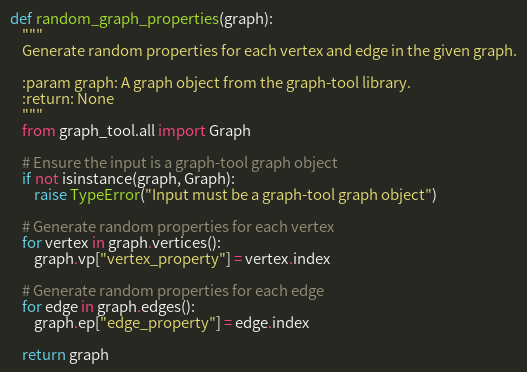 def random_graph_properties(graph):
"""
Generate random properties for each vertex and edge in the given graph.
:param graph: A graph object from the graph-tool library.
:return: None
"""
from graph_tool.all import Graph
# Ensure the input is a graph-tool graph object
if not isinstance(graph, Graph):
raise TypeError("Input must be a graph-tool graph object")
# Generate random properties for each vertex
for vertex in graph.vertices():
graph.vp["vertex_property"] = vertex.index
# Generate random properties for each edge
for edge in graph.edges():
graph.ep["edge_property"] = edge.index
return graph